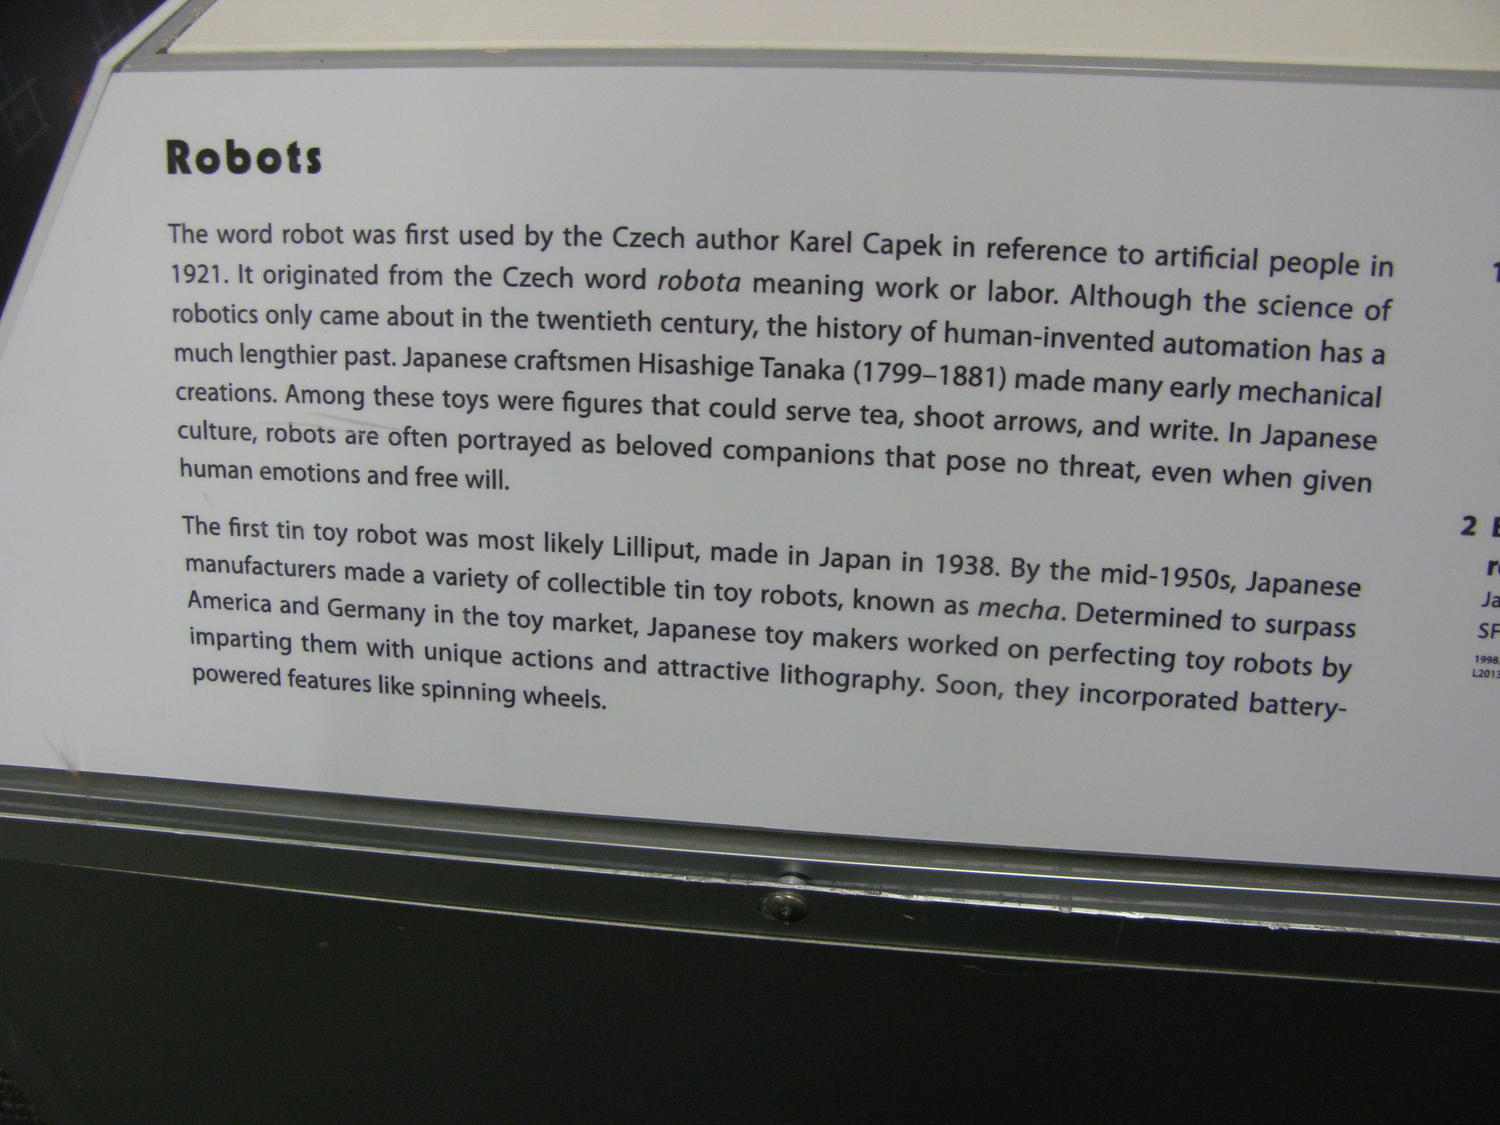 Robots
The word robot was first used by the Czech author Karel Capek in reference to artificial people in
1921. It originated from the Czech word robota meaning work or labor. Although the science of
robotics only came about in the twentieth century, the history of human-invented automation has a
much lengthier past. Japanese craftsmen Hisashige Tanaka (1799–1881) made many early mechanical
creations. Among these toys were figures that could serve tea, shoot arrows, and write. In Japanese
culture, robots are often portrayed as beloved companions that pose no threat, even when given
human emotions and free will.
The first tin toy robot was most likely Lilliput, made in Japan in 1938. By the mid-1950s, Japanese
manufacturers made a variety of collectible tin toy robots, known as mecha. Determined to surpass
America and Germany in the toy market, Japanese toy makers worked on perfecting toy robots by
imparting them with unique actions and attractive lithography. Soon, they incorporated battery-
powered features like spinning wheels.
2
Ja
SF
1998
L2013